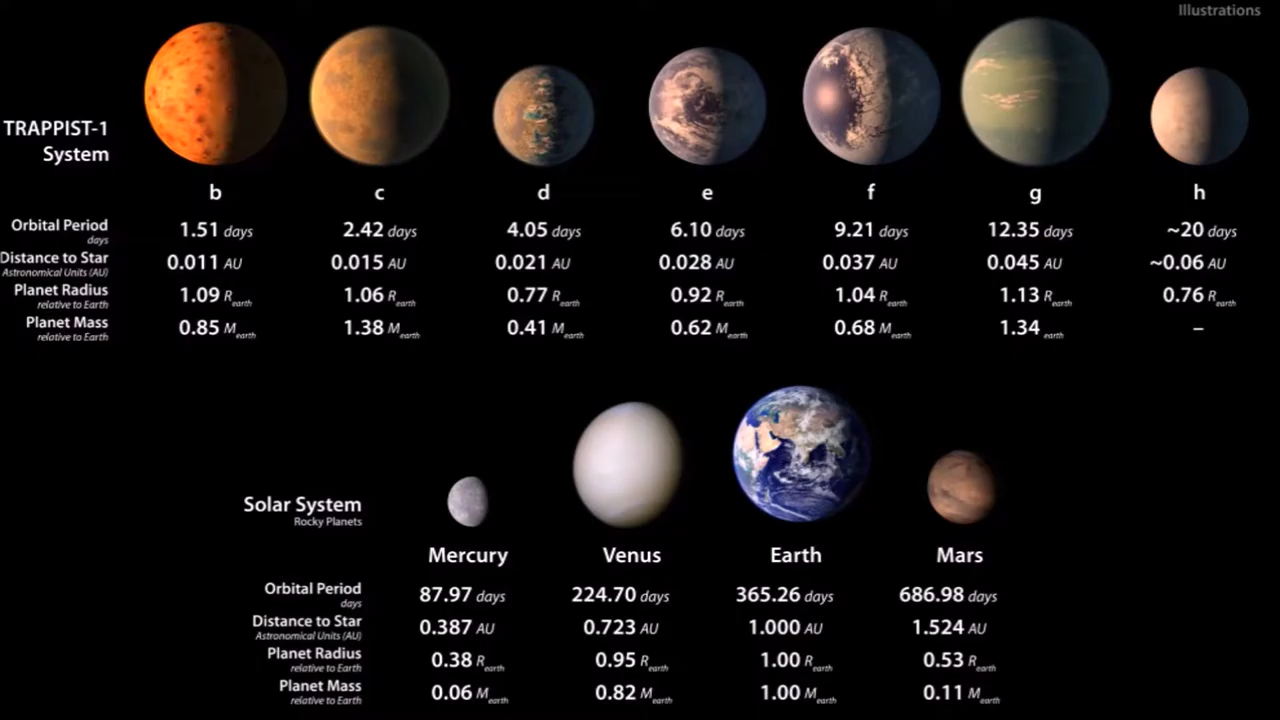 Illustrations
TRAPPIST-1
System
b c d e f g h
Orbital Period 1.51 days 2.42 days 4.05 days 6.10 days 9.21 days 12.35 days ~20 days
days
Distance to Star 0.011 AU 0.015 AU 0.021 AU 0.028 AU 0.037 AU 0.045 AU ~0.06 AU
Astronomical Units (AU)
Planet Radius 1.09 Rearth 1.06 Rearth 0.77 Rearth 0.92 Rearth 1.04 Rearth 1.13 Rearth 0.76 Rearth
relative to Earth
Planet Mass 0.85 Mearth 1.38 Mearth 0.41 Mearth 0.62 Mearth 0.68 Mearth 1.34 earth –
relative to Earth
Solar System
Rocky Planets
Mercury Venus Earth Mars
Orbital Period 87.97 days 224.70 days 365.26 days 686.98 days
days
Distance to Star 0.387 AU 0.723 AU 1.000 AU 1.524 AU
Astronomical Units (AU)
Planet Radius 0.38 Rearth 0.95 Rearth 1.00 Rearth 0.53 Rearth
relative to Earth
Planet Mass 0.06 Mearth 0.82 Mearth 1.00 Mearth 0.11 Mearth
relative to Earth